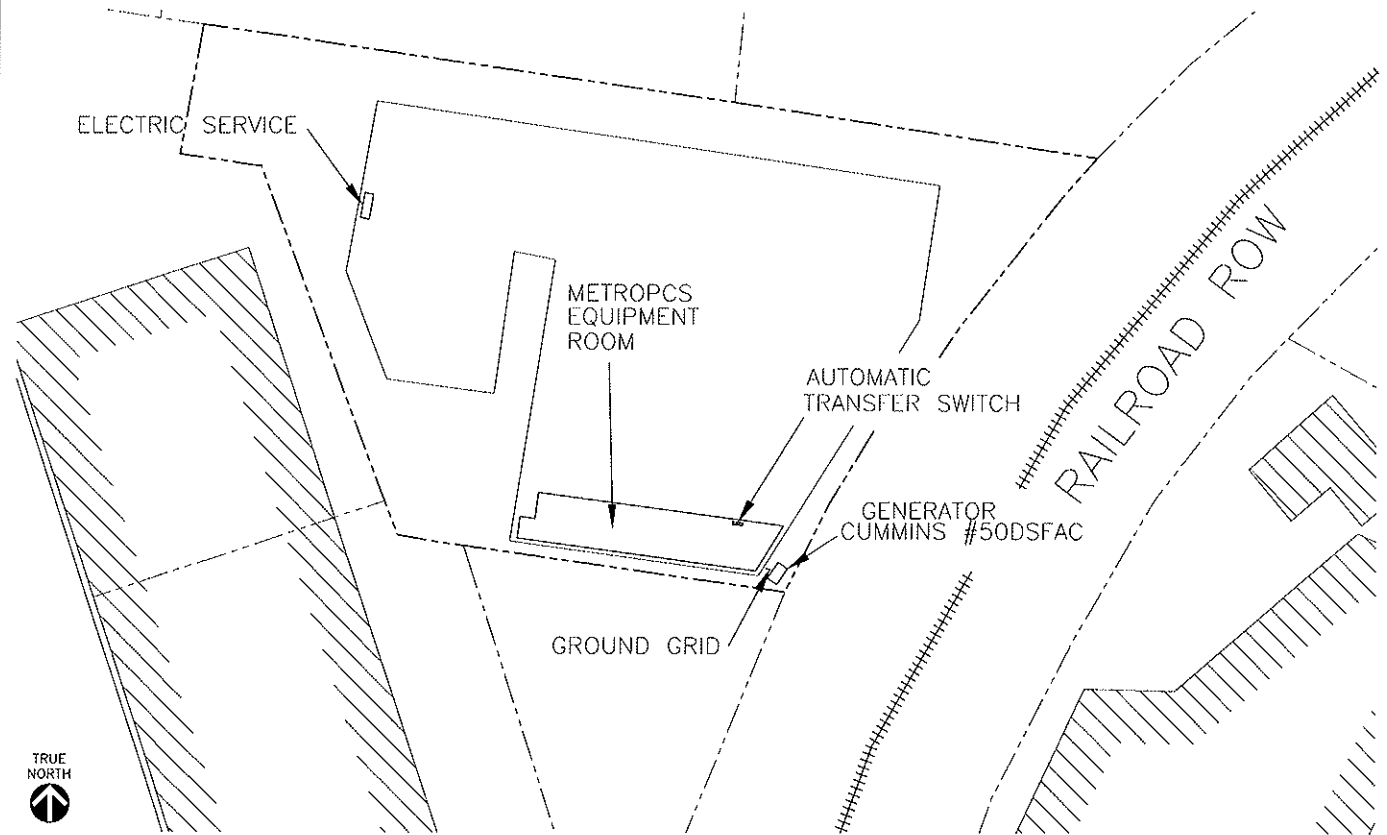 ELECTRIC SERVICE
METROPCS
EQUIPMENT
ROOM
AUTOMATIC
TRANSFER SWITCH
RAILROAD ROW
GENERATOR
CUMMINS #50DSFAC
GROUND GRID
TRUE
NORTH